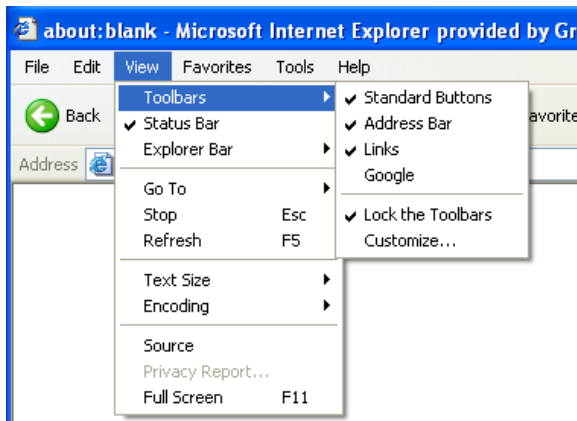 about:blank - Microsoft Internet Explorer provided by Gr
File Edit View Favorites Tools Help
Back
avorite
Address
Toolbars
Status Bar
Explorer Bar
Go To
Stop Esc
Refresh F5
Text Size
Encoding
Source
Privacy Report...
Full Screen F11
Standard Buttons
Address Bar
Links
Google
Lock the Toolbars
Customize...